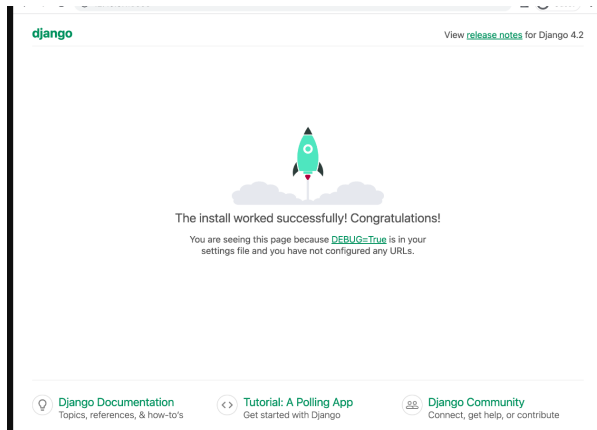 django
View release notes for Django 4.2
The install worked successfully! Congratulations!
You are seeing this page because DEBUG=True is in your
settings file and you have not configured any URLs.
Django Documentation
Topics, references, & how-to's
Tutorial: A Polling App
Get started with Django
Django Community
Connect, get help, or contribute